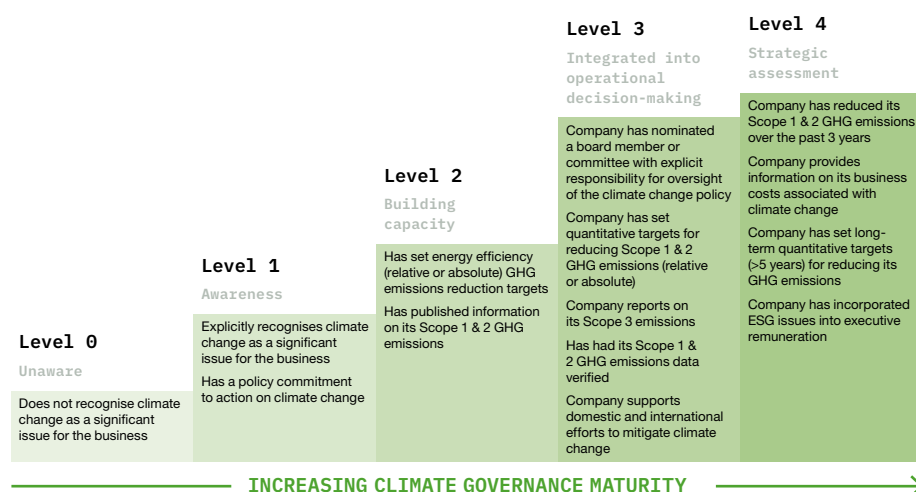 Level 0
Unaware
Does not recognise climate
change as a significant
issue for the business
Level 1
Awareness
Explicitly recognises climate
change as a significant
issue for the business
Has a policy commitment
to action on climate change
Level 2
Building
capacity
Has set energy efficiency
(relative or absolute) GHG
emissions reduction targets
Has published information
on its Scope 1 & 2 GHG
emissions
Level 3
Integrated into
operational
decision-making
Company has nominated
a board member or
committee with explicit
responsibility for oversight
of the climate change policy
Company has set
quantitative targets for
reducing Scope 1 & 2
GHG emissions (relative
or absolute)
Company reports on
its Scope 3 emissions
Has had its Scope 1 &
2 GHG emissions data
verified
Company supports
domestic and international
efforts to mitigate climate
change
Level 4
Strategic
assessment
Company has reduced its
Scope 1 & 2 GHG emissions
over the past 3 years
Company provides
information on its business
costs associated with
climate change
Company has set long-
term quantitative targets
(>5 years) for reducing its
GHG emissions
Company has incorporated
ESG issues into executive
remuneration
INCREASING CLIMATE GOVERNANCE MATURITY